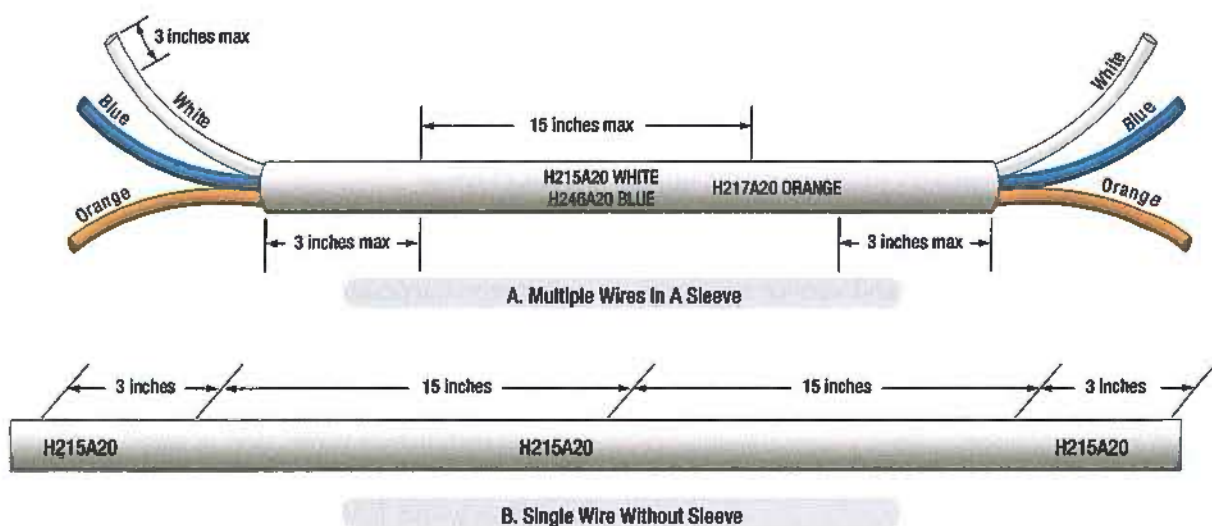 3 inches max
White
Blue
Orange
15 inches max
H215A20 WHITE
H246A20 BLUE
H217A20 ORANGE
3 inches max
3 inches max
White
Blue
Orange
A. Multiple Wires In A Sleeve
3 inches
15 inches
15 inches
3 inches
H215A20
H215A20
H215A20
B. Single Wire Without Sleeve